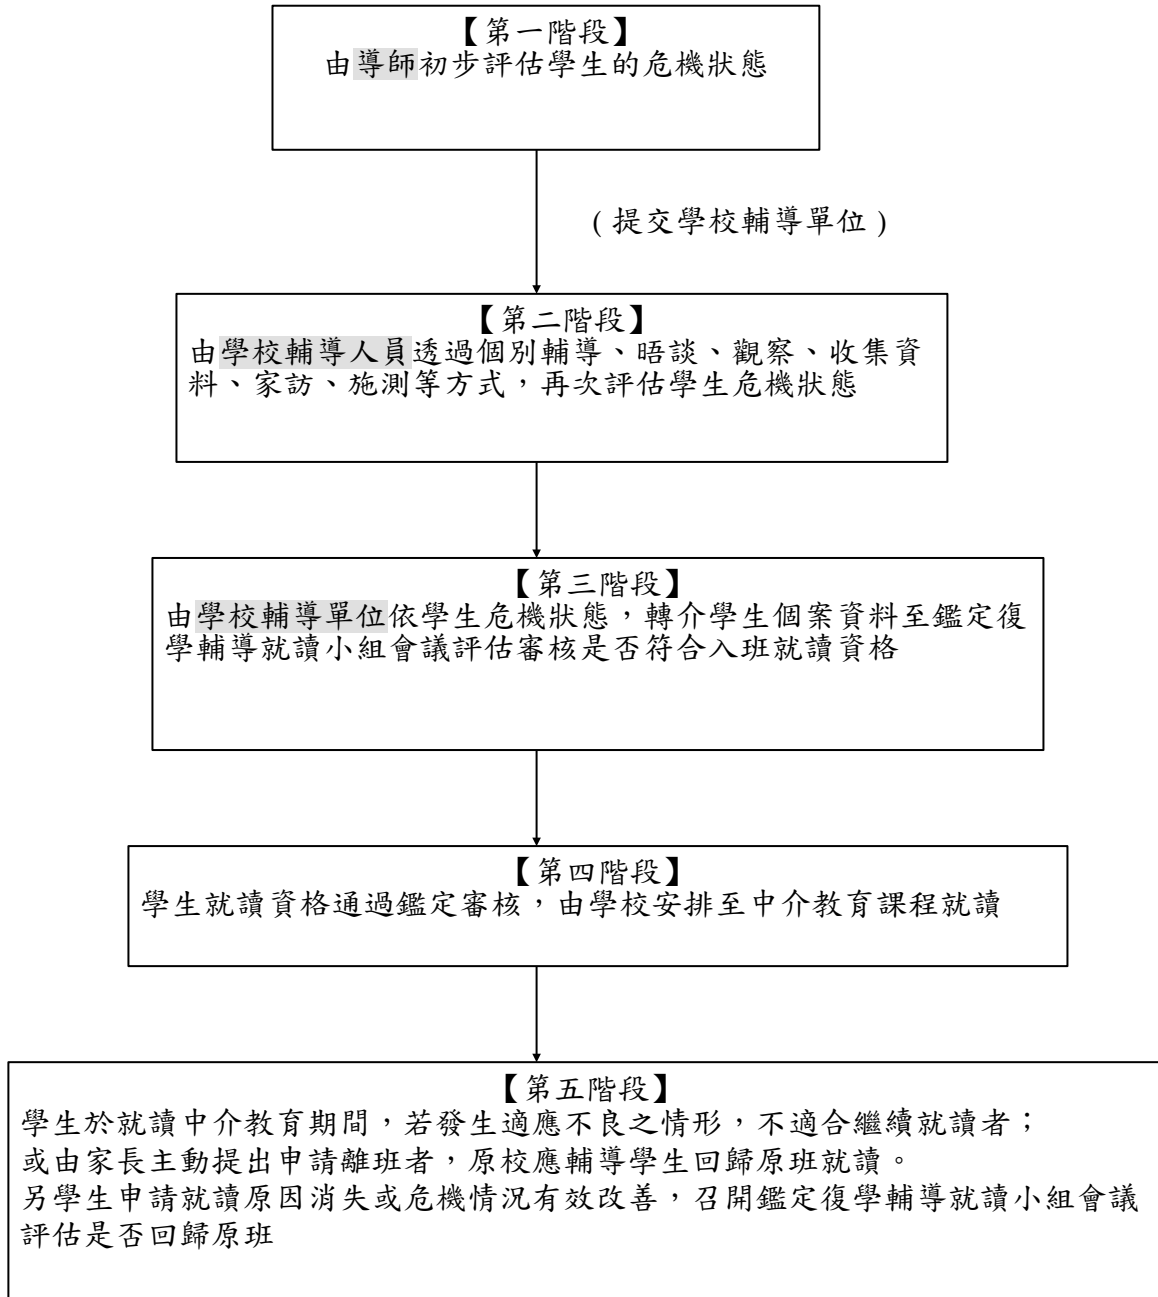 【第一階段】
由導師初步評估學生的危機狀態
(提交學校輔導單位)
【第二階段】
由學校輔導人員透過個別輔導、晤談、觀察、收集資
料、家訪、施測等方式，再次評估學生危機狀態
【第三階段】
由學校輔導單位依學生危機狀態，轉介學生個案資料至鑑定復
學輔導就讀小組會議評估審核是否符合入班就讀資格
【第四階段】
學生就讀資格通過鑑定審核，由學校安排至中介教育課程就讀
【第五階段】
學生於就讀中介教育期間，若發生適應不良之情形，不適合繼續就讀者；
或由家長主動提出申請離班者，原校應輔導學生回歸原班就讀。
另學生申請就讀原因消失或危機情況有效改善，召開鑑定復學輔導就讀小組會議
評估是否回歸原班